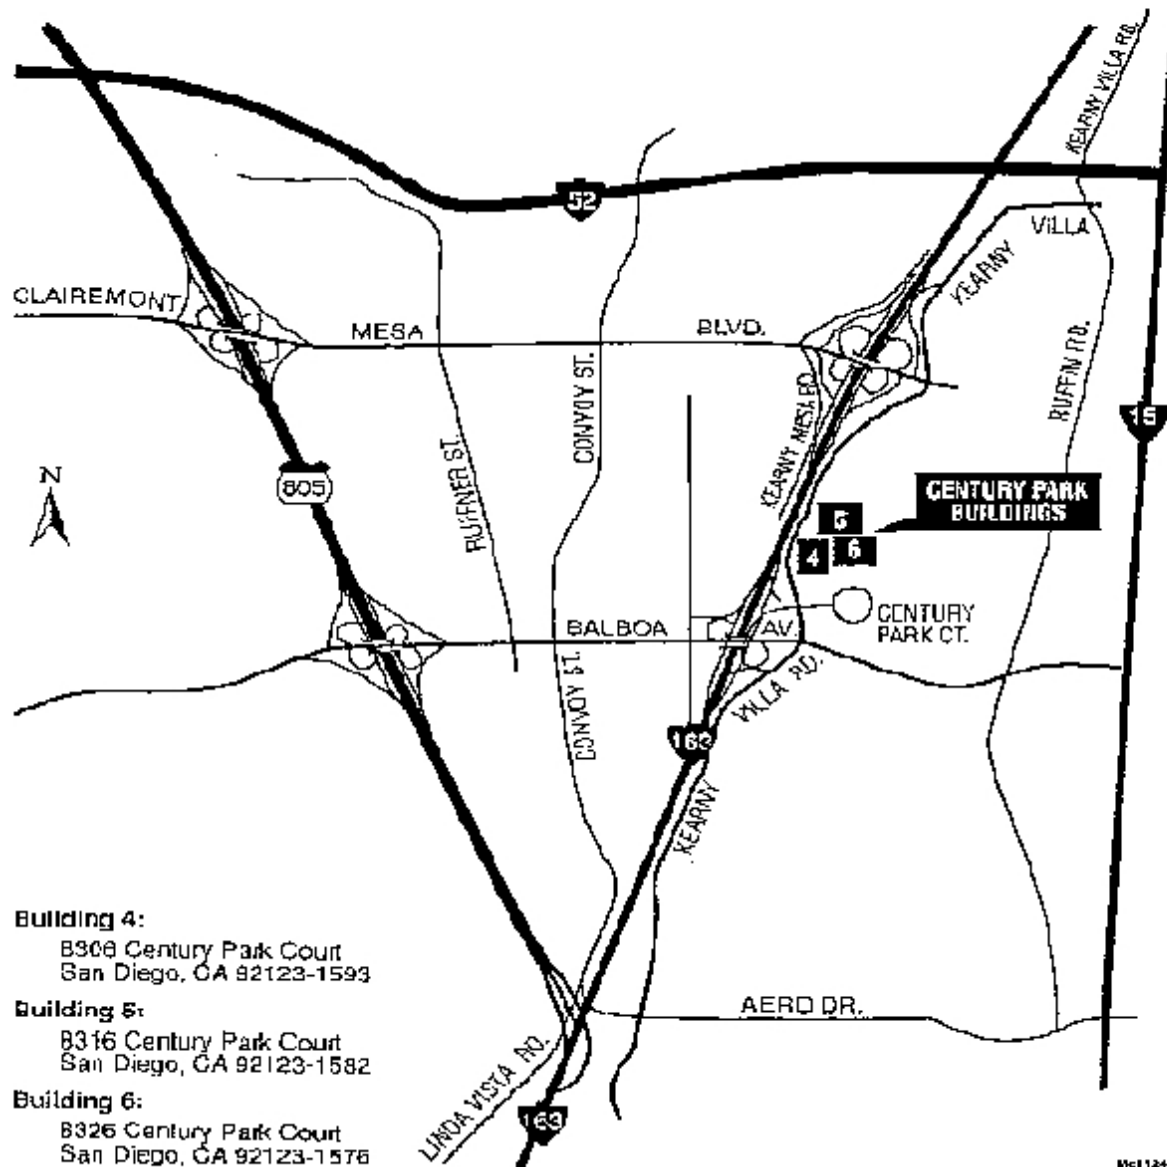 KEARNY VILLA RD.
52
VILLA
KEARNY
CLAIREMONT
MESA
BLVD.
CONVOY ST.
KEARNY MESA RD.
RUFFIN RD.
15
RUFFNER ST.
N
805
CENTURY PARK
BUILDINGS
5
4
6
BALBOA
AV.
CENTURY
PARK CT.
CONVOY ST.
VILLA RD.
163
KEARNY
Building 4:
8306 Century Park Court
San Diego, CA 92123-1593
Building 5:
8316 Century Park Court
San Diego, CA 92123-1582
Building 6:
8326 Century Park Court
San Diego, CA 92123-1576
AERO DR.
LINDA VISTA RD.
163